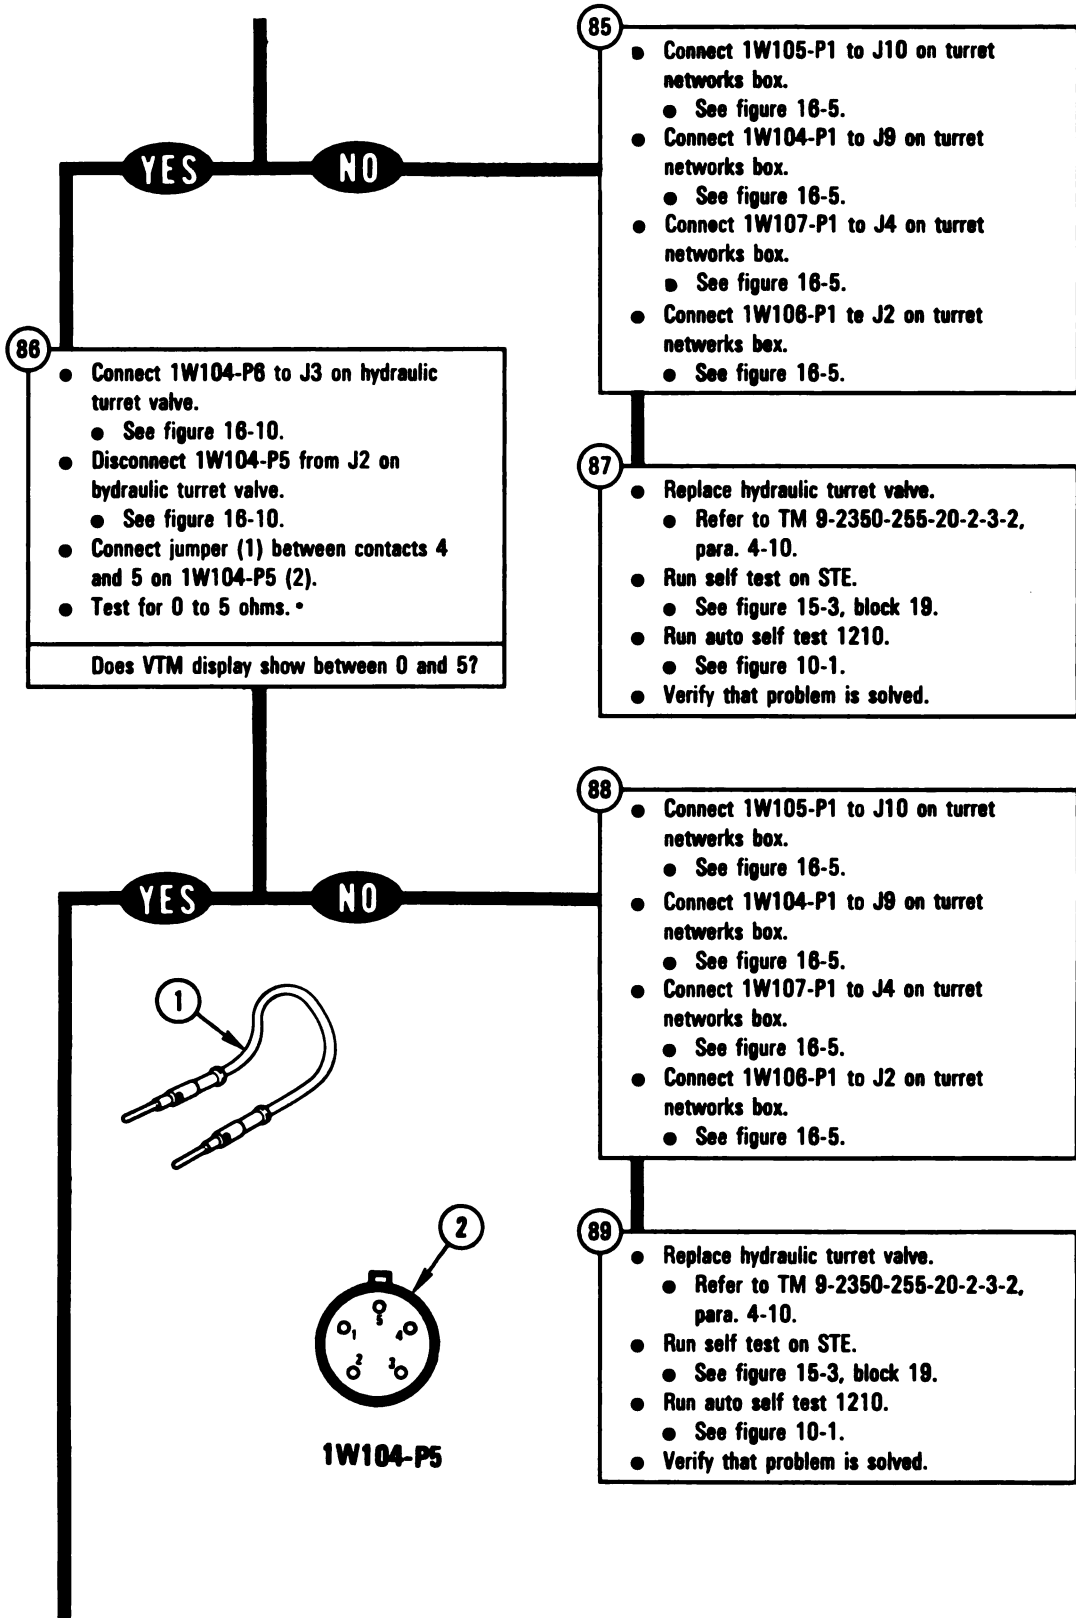 85
● Connect 1W105-P1 to J10 on turret
networks box.
● See figure 16-5.
● Connect 1W104-P1 to J9 on turret
networks box.
● See figure 16-5.
● Connect 1W107-P1 to J4 on turret
networks box.
● See figure 16-5.
● Connect 1W106-P1 te J2 on turret
netwerks bex.
● See figure 16-5.
YES
NO
86
● Connect 1W104-P6 to J3 on hydraulic
turret valve.
● See figure 16-10.
● Disconnect 1W104-P5 from J2 on
bydraulic turret valve.
● See figure 16-10.
● Connect jumper (1) between contacts 4
and 5 on 1W104-P5 (2).
● Test for 0 to 5 ohms. •
Does VTM display show between 0 and 5?
87
● Replace hydraulic turret valve.
● Refer to TM 9-2350-255-20-2-3-2,
para. 4-10.
● Run self test on STE.
● See figure 15-3, block 19.
● Run auto self test 1210.
● See figure 10-1.
● Verify that problem is solved.
88
● Connect 1W105-P1 to J10 on turret
netwerks box.
● See figure 16-5.
● Connect 1W104-P1 to J9 on turret
netwerks box.
● See figure 16-5.
● Connect 1W107-P1 to J4 on turret
networks box.
● See figure 16-5.
● Connect 1W106-P1 to J2 on turret
networks box.
● See figure 16-5.
YES
NO
1
2
5
1
4
2
3
1W104-P5
89
● Replace hydraulic turret valve.
● Refer to TM 9-2350-255-20-2-3-2,
para. 4-10.
● Run self test on STE.
● See figure 15-3, block 19.
● Run auto self test 1210.
● See figure 10-1.
● Verify that problem is solved.